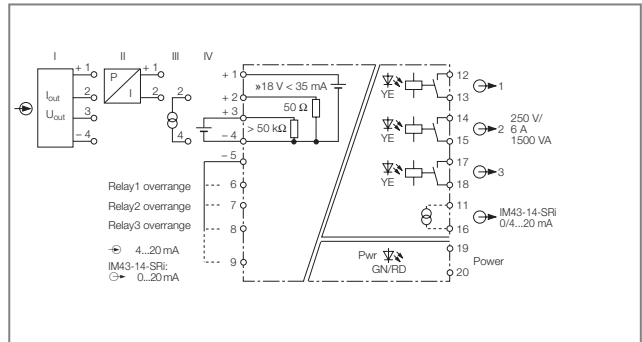 I II III IV
+ 1
2
3
− 4
I out
U out
P
I
+ 1
2
2
4
+ 1
+ 2
+ 3
− 4
− 5
6
7
8
9
»18 V < 35 mA
50 Ω
> 50 kΩ
Relay1 overrange
Relay2 overrange
Relay3 overrange
4...20 mA
IM43-14-SRi:
0...20 mA
YE
12
13
1
YE
14
15
2
250 V/
6 A
1500 VA
YE
17
18
3
11
16
IM43-14-SRi
0/4...20 mA
Pwr
GN/RD
19
20
Power